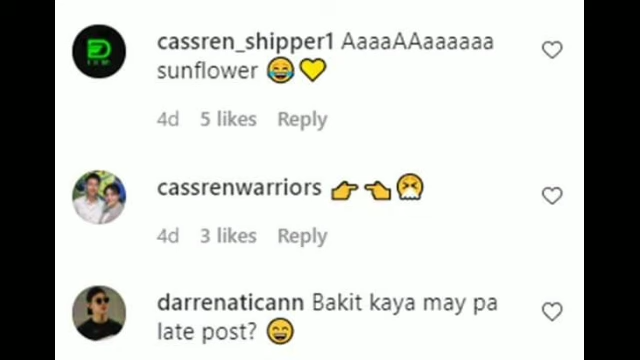 cassren_shipper1 AaaaAAaaaaaa
sunflower 😂💛
4d 5 likes Reply
cassrenwarriors 👉👈🤧
4d 3 likes Reply
darrenaticann Bakit kaya may pa
late post? 😄